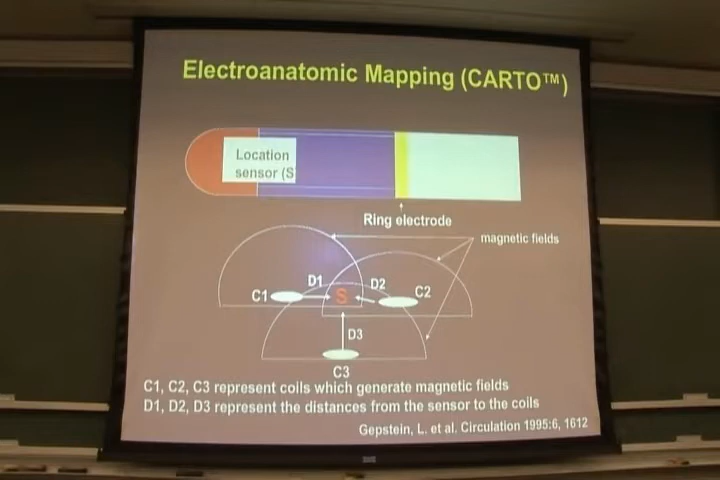 Electroanatomic Mapping (CARTO™)
Location
sensor (S
Ring electrode
magnetic fields
D1
D2
C1
S
C2
D3
C3
C1, C2, C3 represent coils which generate magnetic fields
D1, D2, D3 represent the distances from the sensor to the coils
Gepstein, L. et al. Circulation 1995:6, 1612